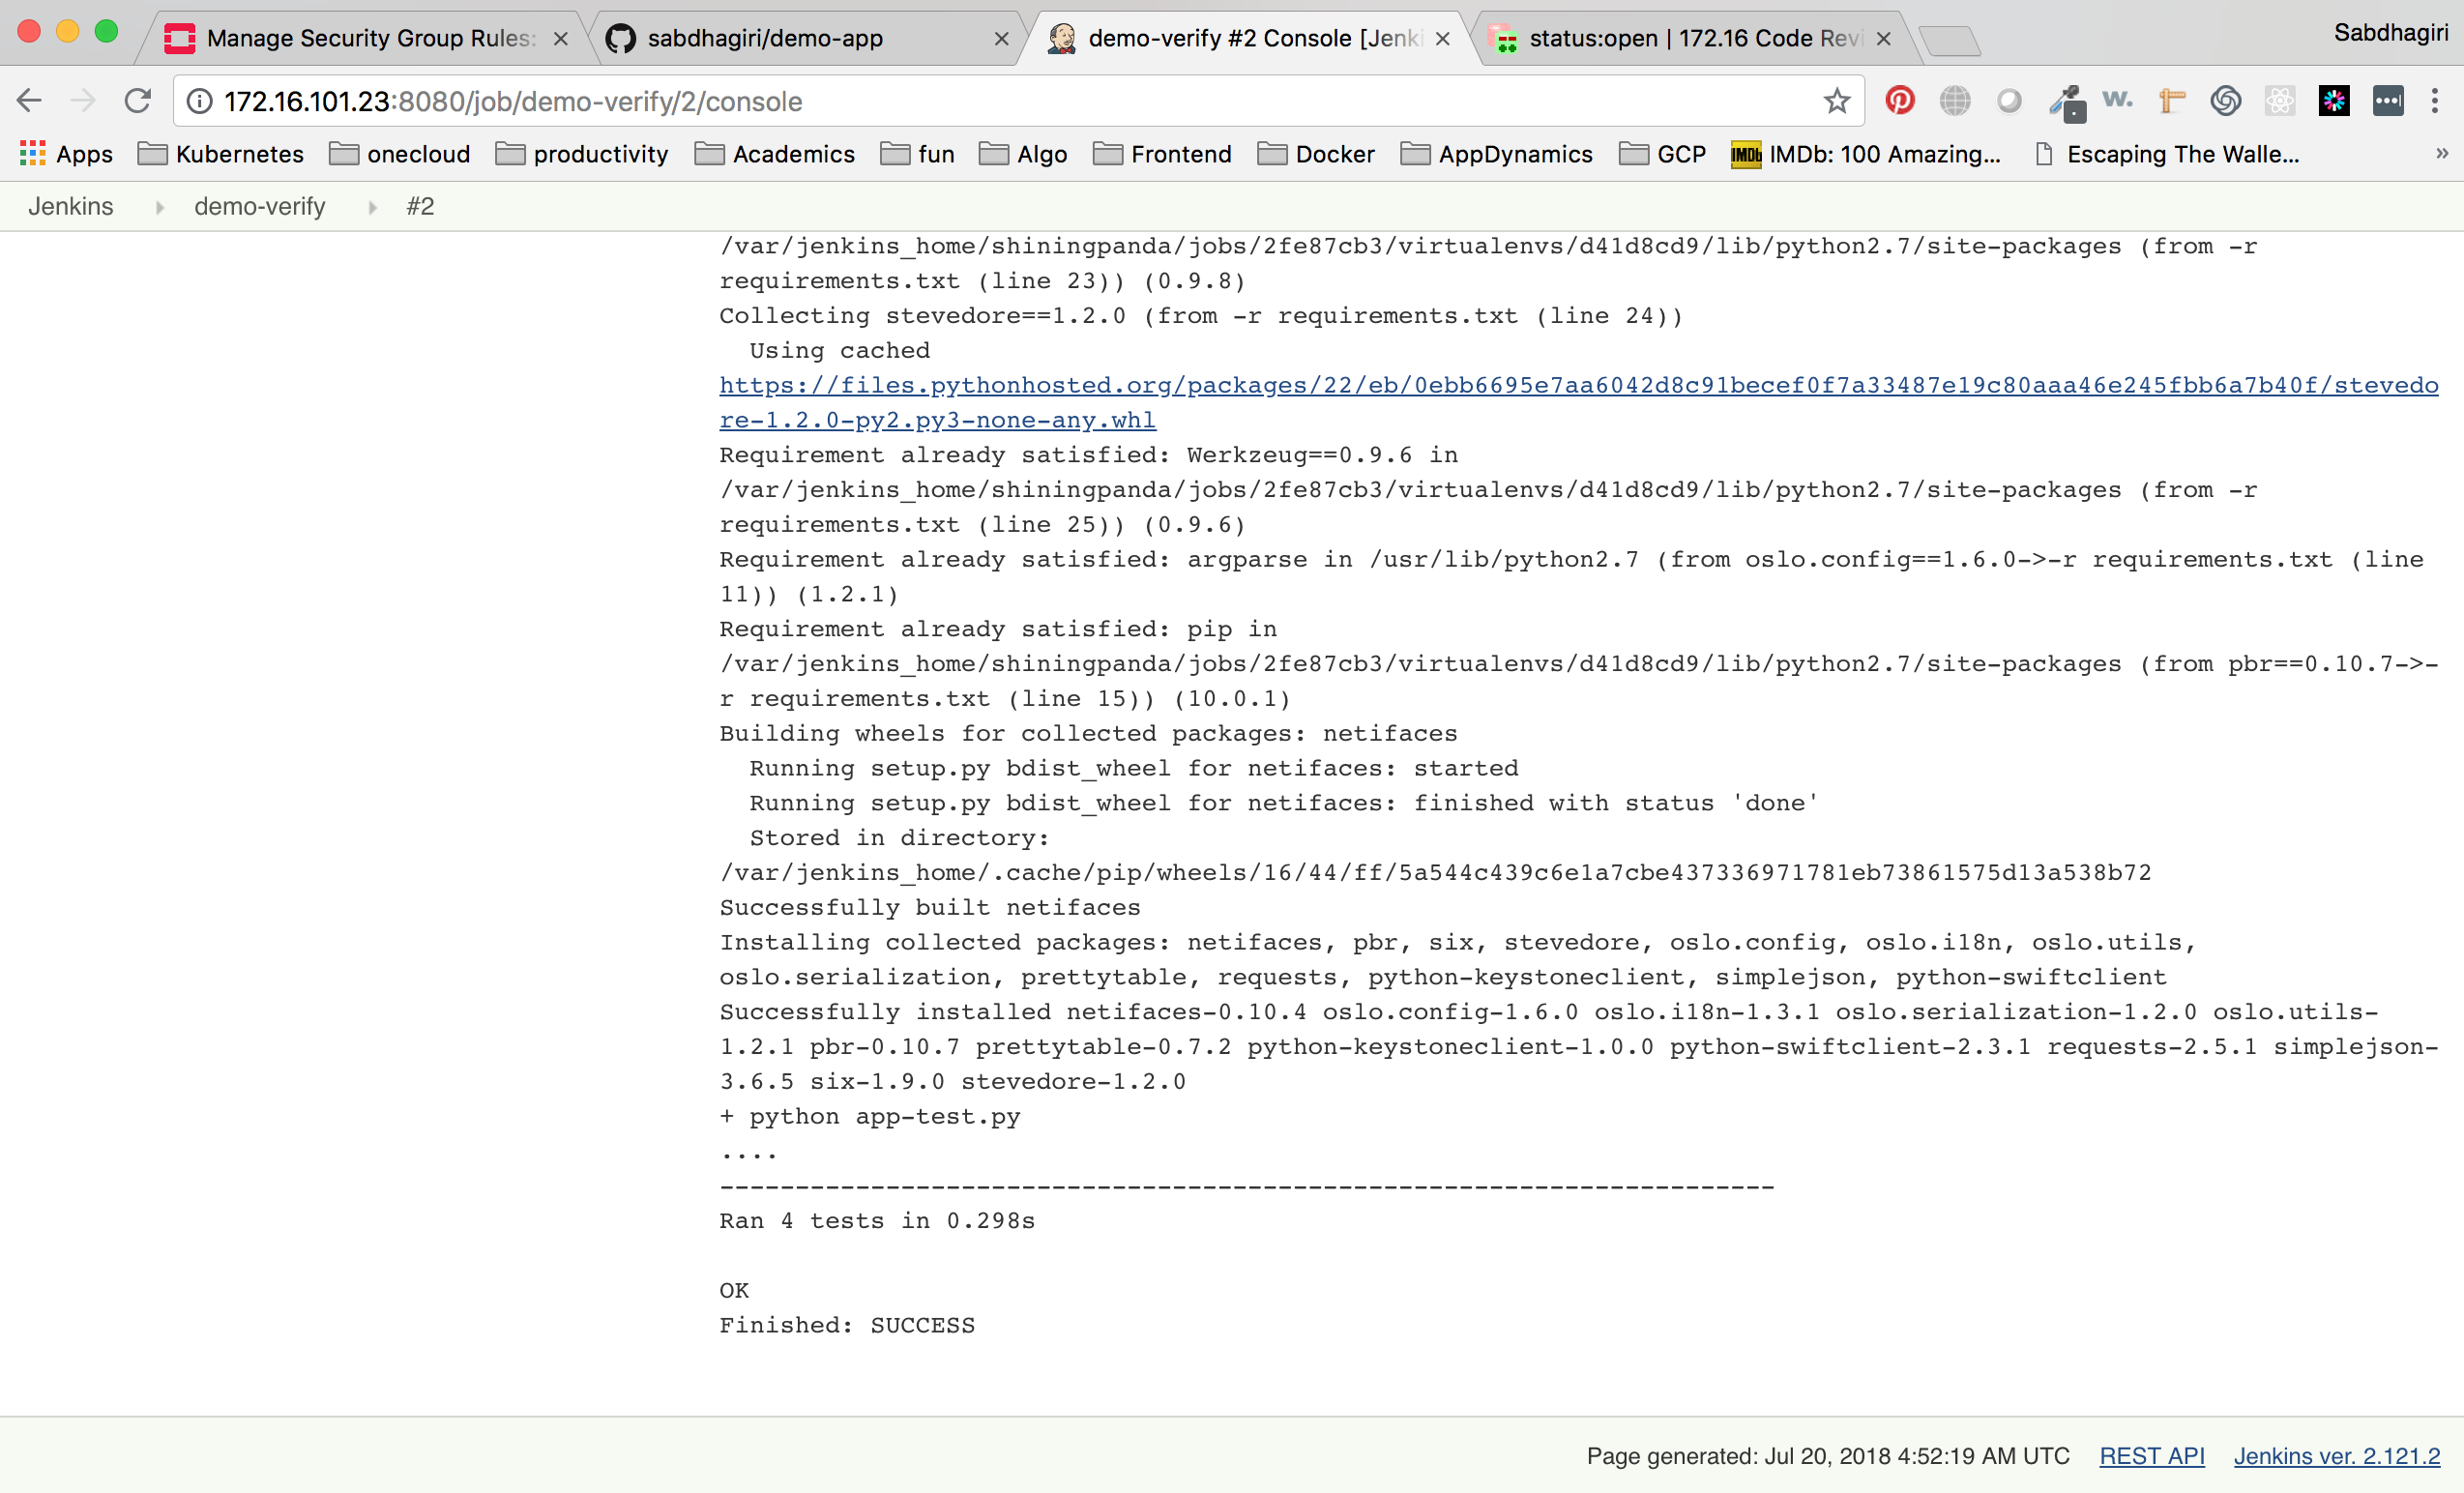 Manage Security Group Rules:
sabdhagiri/demo-app
demo-verify #2 Console [Jenki
status:open | 172.16 Code Revi
Sabdhagiri
172.16.101.23:8080/job/demo-verify/2/console
w.
Apps
Kubernetes
onecloud
productivity
Academics
fun
Algo
Frontend
Docker
AppDynamics
GCP
IMDb
IMDb: 100 Amazing...
Escaping The Walle...
»
Jenkins
demo-verify
#2
/var/jenkins_home/shiningpanda/jobs/2fe87cb3/virtualenvs/d41d8cd9/lib/python2.7/site-packages (from -r
requirements.txt (line 23)) (0.9.8)
Collecting stevedore==1.2.0 (from -r requirements.txt (line 24))
Using cached
https://files.pythonhosted.org/packages/22/eb/0ebb6695e7aa6042d8c91becef0f7a33487e19c80aaa46e245fbb6a7b40f/stevedo
re-1.2.0-py2.py3-none-any.whl
Requirement already satisfied: Werkzeug==0.9.6 in
/var/jenkins_home/shiningpanda/jobs/2fe87cb3/virtualenvs/d41d8cd9/lib/python2.7/site-packages (from -r
requirements.txt (line 25)) (0.9.6)
Requirement already satisfied: argparse in /usr/lib/python2.7 (from oslo.config==1.6.0->-r requirements.txt (line
11)) (1.2.1)
Requirement already satisfied: pip in
/var/jenkins_home/shiningpanda/jobs/2fe87cb3/virtualenvs/d41d8cd9/lib/python2.7/site-packages (from pbr==0.10.7->-
r requirements.txt (line 15)) (10.0.1)
Building wheels for collected packages: netifaces
Running setup.py bdist_wheel for netifaces: started
Running setup.py bdist_wheel for netifaces: finished with status 'done'
Stored in directory:
/var/jenkins_home/.cache/pip/wheels/16/44/ff/5a544c439c6e1a7cbe437336971781eb73861575d13a538b72
Successfully built netifaces
Installing collected packages: netifaces, pbr, six, stevedore, oslo.config, oslo.i18n, oslo.utils,
oslo.serialization, prettytable, requests, python-keystoneclient, simplejson, python-swiftclient
Successfully installed netifaces-0.10.4 oslo.config-1.6.0 oslo.i18n-1.3.1 oslo.serialization-1.2.0 oslo.utils-
1.2.1 pbr-0.10.7 prettytable-0.7.2 python-keystoneclient-1.0.0 python-swiftclient-2.3.1 requests-2.5.1 simplejson-
3.6.5 six-1.9.0 stevedore-1.2.0
+ python app-test.py
....
----------------------------------------------------------------------
Ran 4 tests in 0.298s
OK
Finished: SUCCESS
Page generated: Jul 20, 2018 4:52:19 AM UTC
REST API
Jenkins ver. 2.121.2